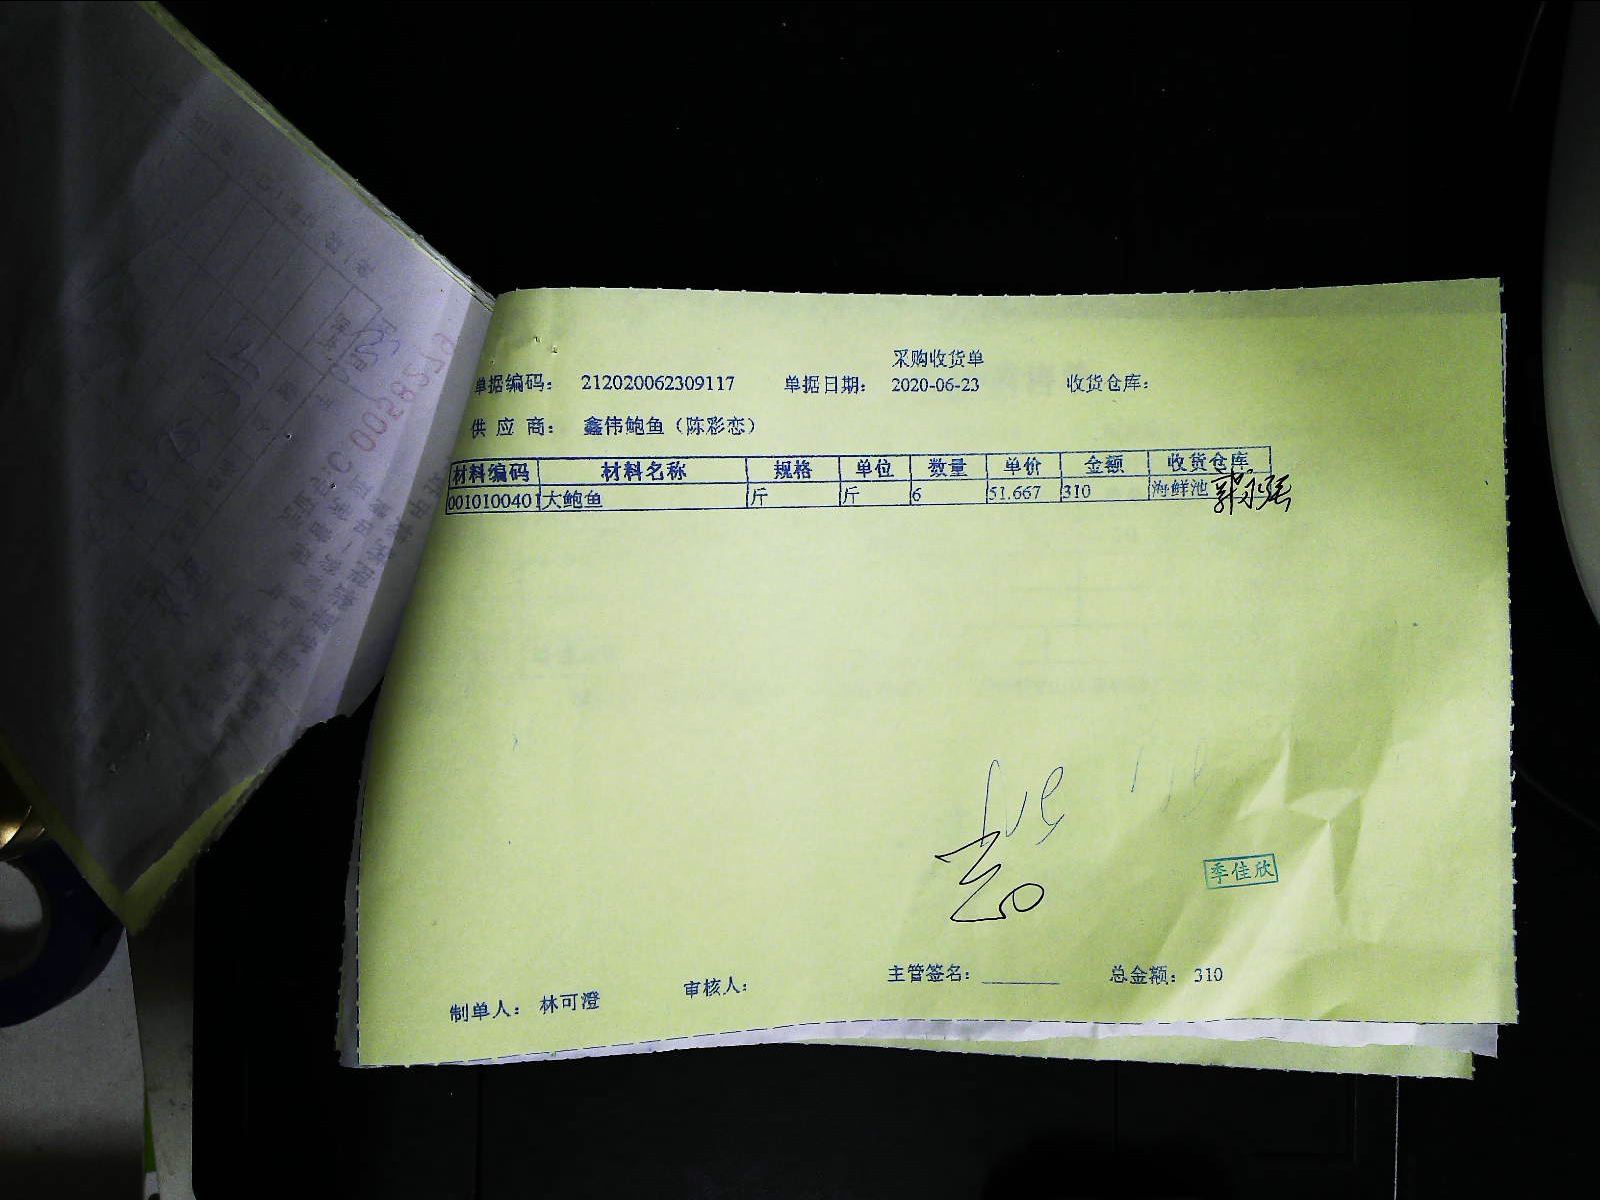 采购收货单
单据编码： 212020062309117 单据日期： 2020-06-23 收货仓库：
供 应 商： 鑫伟鲍鱼（陈彩恋）
材料编码 材料名称 规格 单位 数量 单价 金额 收货仓库
0010100401 大鲍鱼 斤 斤 6 51.667 310 海鲜池 郭永强
季佳欣
制单人： 林可澄 审核人： 主管签名： 总金额： 310